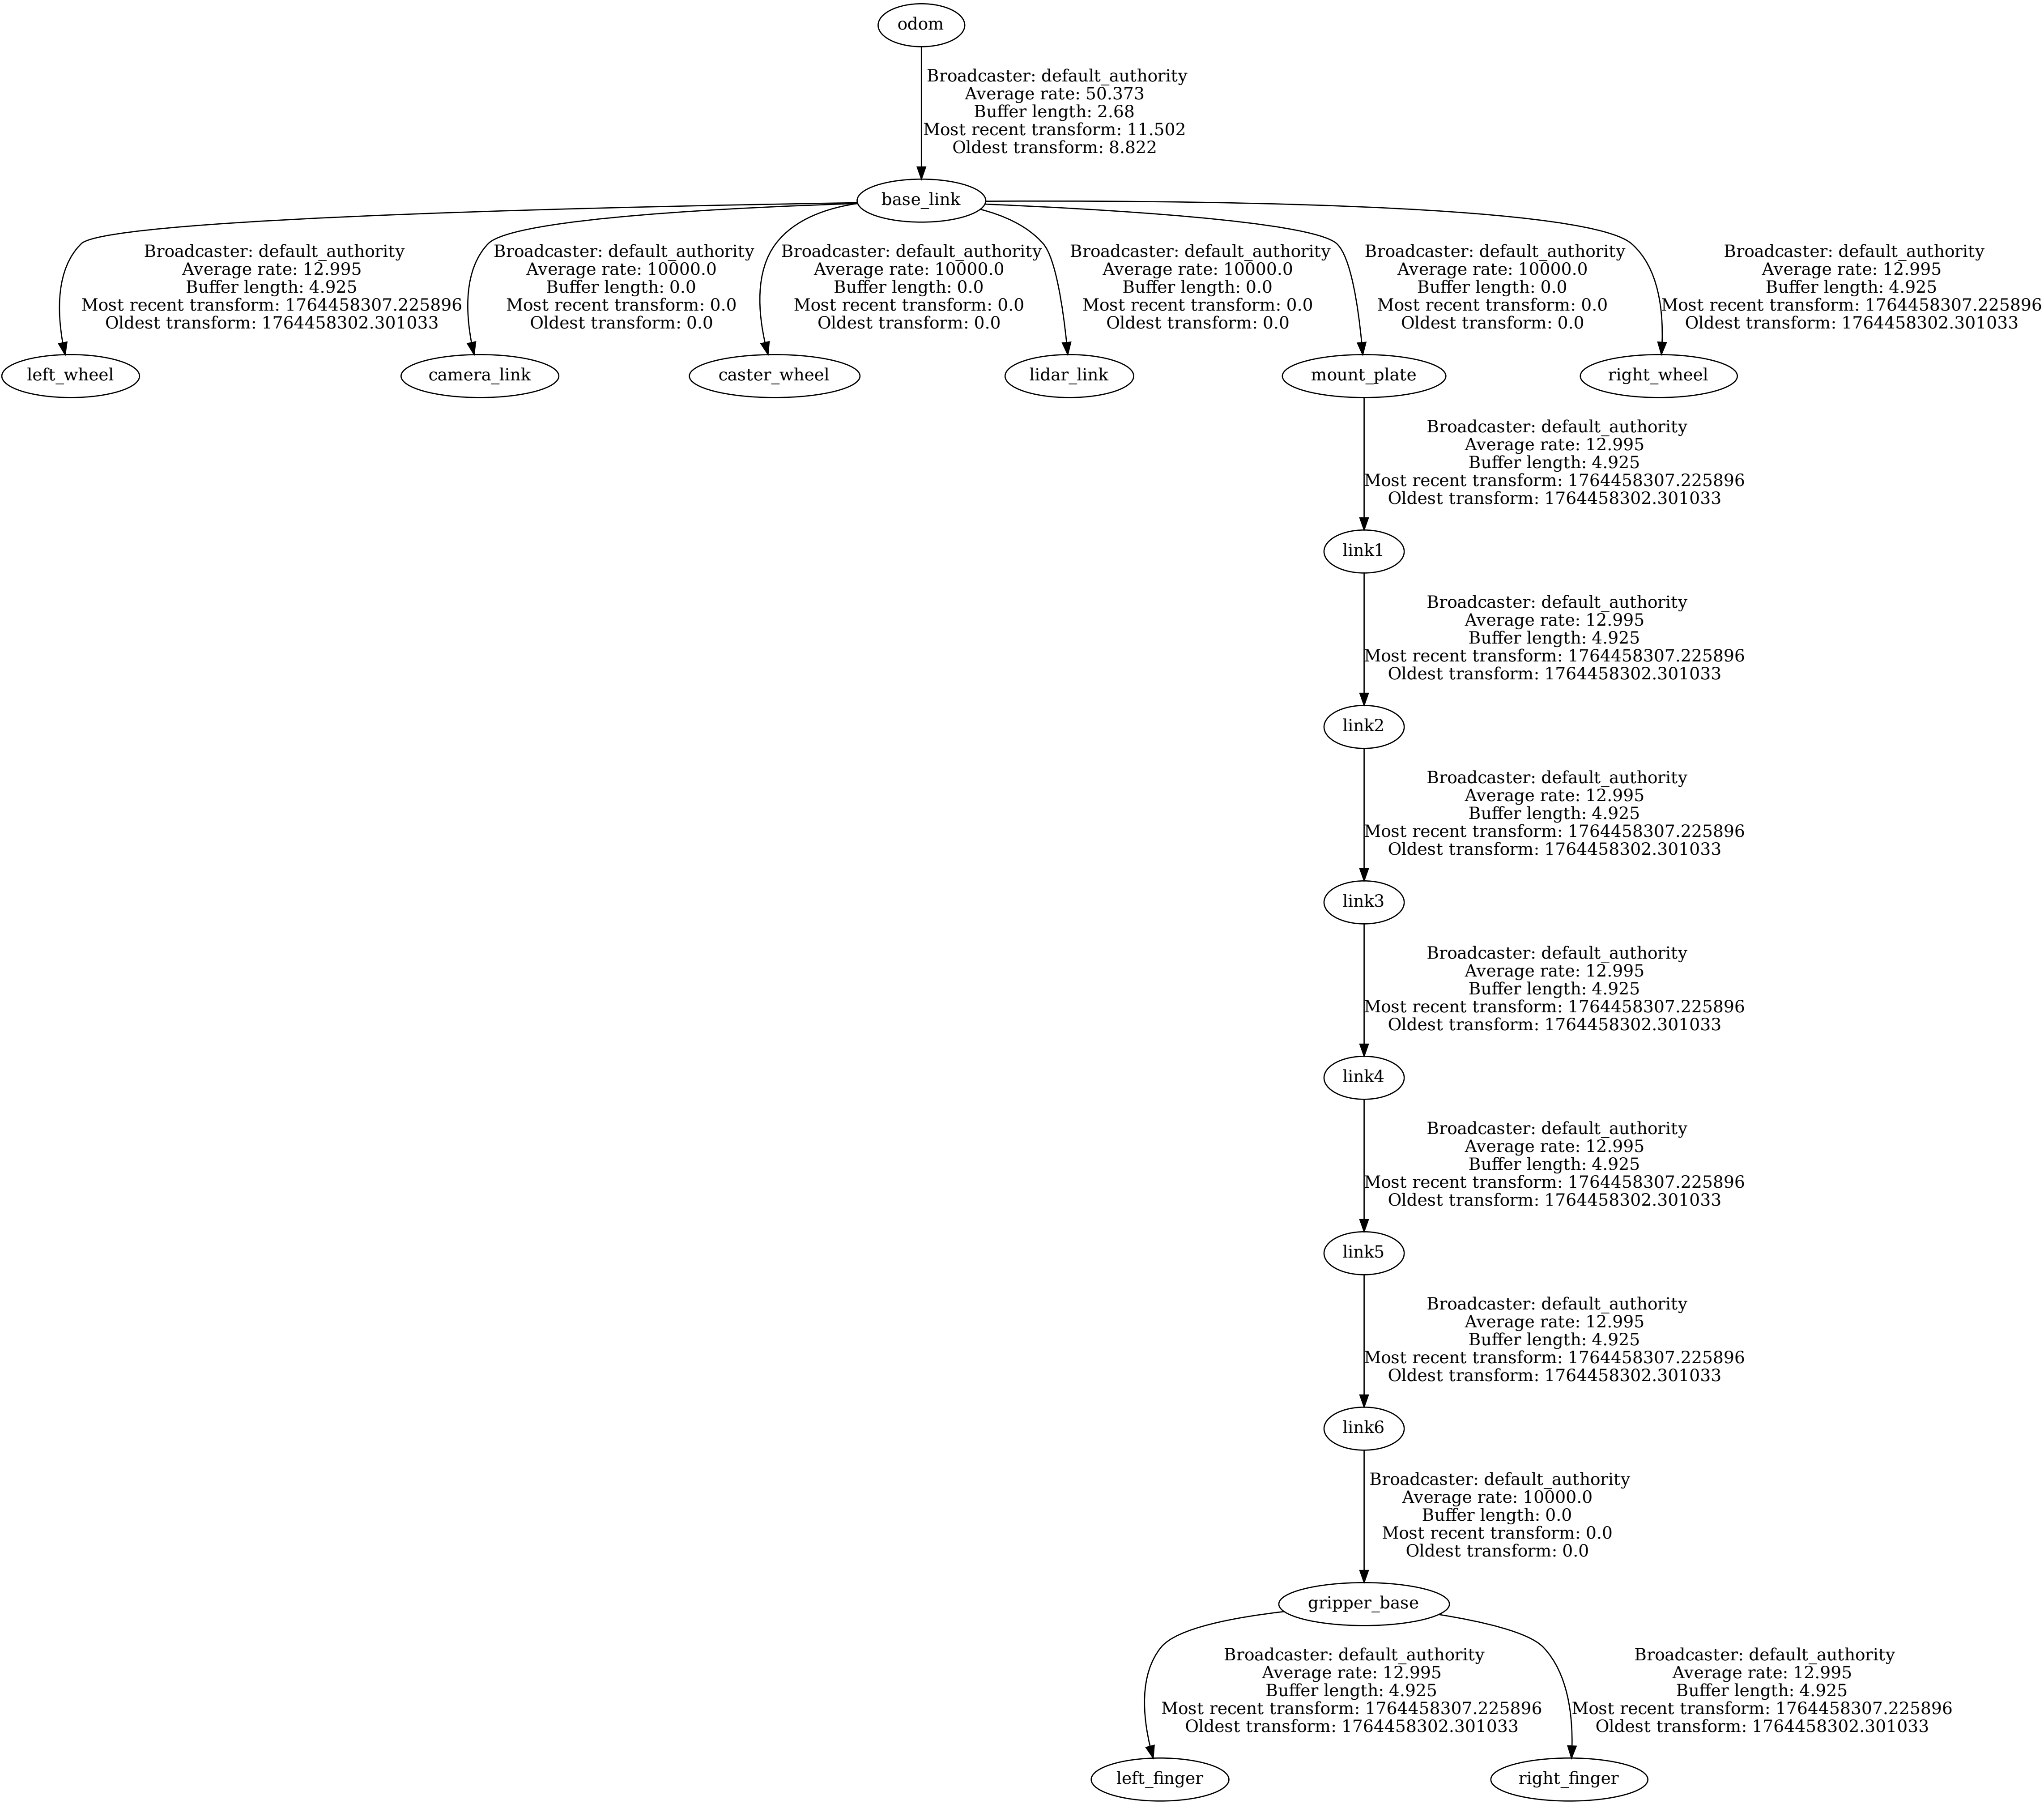 odom
Broadcaster: default_authority
Average rate: 50.373
Buffer length: 2.68
Most recent transform: 11.502
Oldest transform: 8.822
base_link
Broadcaster: default_authority
Average rate: 12.995
Buffer length: 4.925
Most recent transform: 1764458307.225896
Oldest transform: 1764458302.301033
Broadcaster: default_authority
Average rate: 10000.0
Buffer length: 0.0
Most recent transform: 0.0
Oldest transform: 0.0
Broadcaster: default_authority
Average rate: 10000.0
Buffer length: 0.0
Most recent transform: 0.0
Oldest transform: 0.0
Broadcaster: default_authority
Average rate: 10000.0
Buffer length: 0.0
Most recent transform: 0.0
Oldest transform: 0.0
Broadcaster: default_authority
Average rate: 10000.0
Buffer length: 0.0
Most recent transform: 0.0
Oldest transform: 0.0
Broadcaster: default_authority
Average rate: 12.995
Buffer length: 4.925
Most recent transform: 1764458307.225896
Oldest transform: 1764458302.301033
left_wheel
camera_link
caster_wheel
lidar_link
mount_plate
right_wheel
Broadcaster: default_authority
Average rate: 12.995
Buffer length: 4.925
Most recent transform: 1764458307.225896
Oldest transform: 1764458302.301033
link1
Broadcaster: default_authority
Average rate: 12.995
Buffer length: 4.925
Most recent transform: 1764458307.225896
Oldest transform: 1764458302.301033
link2
Broadcaster: default_authority
Average rate: 12.995
Buffer length: 4.925
Most recent transform: 1764458307.225896
Oldest transform: 1764458302.301033
link3
Broadcaster: default_authority
Average rate: 12.995
Buffer length: 4.925
Most recent transform: 1764458307.225896
Oldest transform: 1764458302.301033
link4
Broadcaster: default_authority
Average rate: 12.995
Buffer length: 4.925
Most recent transform: 1764458307.225896
Oldest transform: 1764458302.301033
link5
Broadcaster: default_authority
Average rate: 12.995
Buffer length: 4.925
Most recent transform: 1764458307.225896
Oldest transform: 1764458302.301033
link6
Broadcaster: default_authority
Average rate: 10000.0
Buffer length: 0.0
Most recent transform: 0.0
Oldest transform: 0.0
gripper_base
Broadcaster: default_authority
Average rate: 12.995
Buffer length: 4.925
Most recent transform: 1764458307.225896
Oldest transform: 1764458302.301033
Broadcaster: default_authority
Average rate: 12.995
Buffer length: 4.925
Most recent transform: 1764458307.225896
Oldest transform: 1764458302.301033
left_finger
right_finger